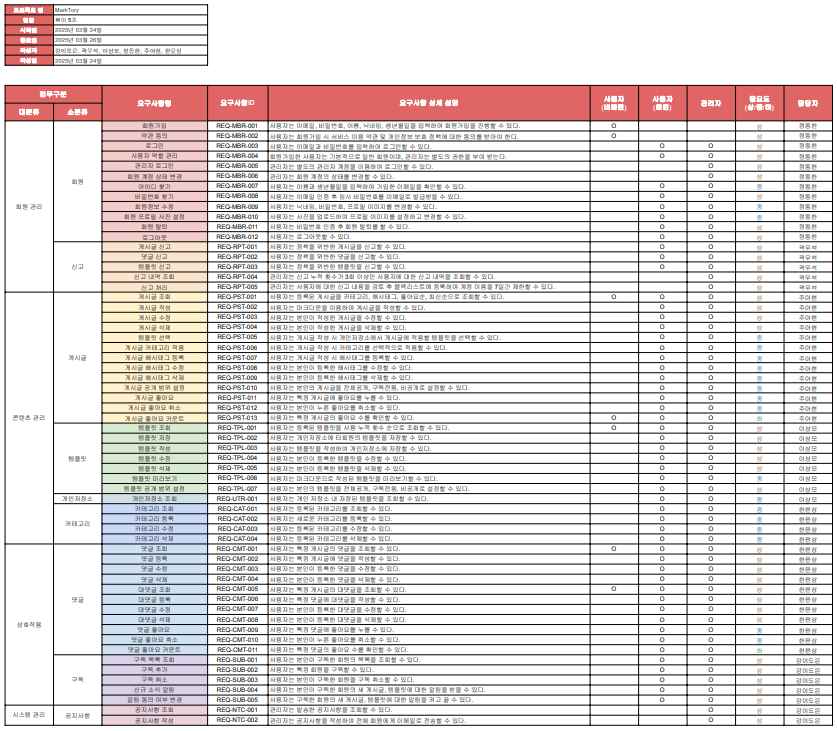 프로젝트 명 MarkTory
팀명 북어 5조
시작일 2025년 03월 24일
종료일 2025년 03월 26일
작성자 강이도은, 곽우석, 이상모, 정동한, 주아현, 한은상
작성일 2025년 03월 24일
업무구분 요구사항명 요구사항ID 요구사항 상세 설명 사용자 (비회원) 사용자 (회원) 관리자 중요도 (상/중/하) 담당자
대분류 소분류
회원 관리
회원
회원가입 REQ-MBR-001 사용자는 이메일, 비밀번호, 이름, 닉네임, 생년월일을 입력하여 회원가입을 진행할 수 있다. O 상 정동한
약관 동의 REQ-MBR-002 사용자는 회원가입 시 서비스 이용 약관 및 개인정보 보호 정책에 대한 동의를 받아야 한다. O 상 정동한
로그인 REQ-MBR-003 사용자는 이메일과 비밀번호를 입력하여 로그인할 수 있다. O O 상 정동한
사용자 역할 관리 REQ-MBR-004 회원가입한 사용자는 기본적으로 일반 회원이며, 관리자는 별도의 권한을 부여 받는다. O O 상 정동한
관리자 로그인 REQ-MBR-005 관리자는 별도의 관리자 계정을 이용하여 로그인할 수 있다. O 상 정동한
회원 계정 상태 변경 REQ-MBR-006 관리자는 회원 계정의 상태를 변경할 수 있다. O 상 정동한
아이디 찾기 REQ-MBR-007 사용자는 이름과 생년월일을 입력하여 가입한 이메일을 확인할 수 있다. O O 중 정동한
비밀번호 찾기 REQ-MBR-008 사용자는 이메일 인증 후 임시 비밀번호를 이메일로 발급받을 수 있다. O O 중 정동한
회원정보 수정 REQ-MBR-009 사용자는 닉네임, 비밀번호, 프로필 이미지를 변경할 수 있다. O O 중 정동한
회원 프로필 사진 설정 REQ-MBR-010 사용자는 사진을 업로드하여 프로필 이미지를 설정하고 변경할 수 있다. O O 중 정동한
회원 탈퇴 REQ-MBR-011 사용자는 비밀번호 인증 후 회원 탈퇴를 할 수 있다. O O 상 정동한
로그아웃 REQ-MBR-012 사용자는 로그아웃할 수 있다. O O 상 정동한
신고
게시글 신고 REQ-RPT-001 사용자는 정책을 위반한 게시글을 신고할 수 있다. O O 상 곽우석
댓글 신고 REQ-RPT-002 사용자는 정책을 위반한 댓글을 신고할 수 있다. O O 상 곽우석
템플릿 신고 REQ-RPT-003 사용자는 정책을 위반한 템플릿을 신고할 수 있다. O O 상 곽우석
신고 내역 조회 REQ-RPT-004 관리자는 신고 누적 횟수가 3회 이상인 사용자에 대한 신고 내역을 조회할 수 있다. O 상 곽우석
신고 처리 REQ-RPT-005 관리자는 사용자에 대한 신고 내용을 검토 후 블랙리스트에 등록하여 계정 이용을 7일간 제한할 수 있다. O 상 곽우석
콘텐츠 관리
게시글
게시글 조회 REQ-PST-001 사용자는 등록된 게시글을 카테고리, 해시태그, 좋아요순, 최신순으로 조회할 수 있다. O O O 상 주아현
게시글 작성 REQ-PST-002 사용자는 마크다운을 이용하여 게시글을 작성할 수 있다. O O 상 주아현
게시글 수정 REQ-PST-003 사용자는 본인이 작성한 게시글을 수정할 수 있다. O O 상 주아현
게시글 삭제 REQ-PST-004 사용자는 본인이 작성한 게시글을 삭제할 수 있다. O O 상 주아현
템플릿 선택 REQ-PST-005 사용자는 게시글 작성 시 개인저장소에서 게시글에 적용할 템플릿을 선택할 수 있다. O O 중 주아현
게시글 카테고리 적용 REQ-PST-006 사용자는 게시글 작성 시 카테고리를 선택적으로 적용할 수 있다. O O 중 주아현
게시글 해시태그 등록 REQ-PST-007 사용자는 게시글 작성 시 해시태그를 등록할 수 있다. O O 중 주아현
게시글 해시태그 수정 REQ-PST-008 사용자는 본인이 등록한 해시태그를 수정할 수 있다. O O 중 주아현
게시글 해시태그 삭제 REQ-PST-009 사용자는 본인이 등록한 해시태그를 삭제할 수 있다. O O 중 주아현
게시글 공개 범위 설정 REQ-PST-010 사용자는 본인의 게시글을 전체공개, 구독전용, 비공개로 설정할 수 있다. O O 중 주아현
게시글 좋아요 REQ-PST-011 사용자는 특정 게시글에 좋아요를 누를 수 있다. O O 중 주아현
게시글 좋아요 취소 REQ-PST-012 사용자는 본인이 누른 좋아요를 취소할 수 있다. O O 중 주아현
게시글 좋아요 카운트 REQ-PST-013 사용자는 특정 게시글의 좋아요 수를 확인할 수 있다. O O O 하 주아현
템플릿
템플릿 조회 REQ-TPL-001 사용자는 등록된 템플릿을 사용 누적 횟수 순으로 조회할 수 있다. O O O 상 이상모
템플릿 저장 REQ-TPL-002 사용자는 개인저장소에 타회원의 템플릿을 저장할 수 있다. O O 상 이상모
템플릿 작성 REQ-TPL-003 사용자는 템플릿을 작성하여 개인저장소에 저장할 수 있다. O O 상 이상모
템플릿 수정 REQ-TPL-004 사용자는 본인이 등록한 템플릿을 수정할 수 있다. O O 상 이상모
템플릿 삭제 REQ-TPL-005 사용자는 본인이 등록한 템플릿을 삭제할 수 있다. O O 상 이상모
템플릿 미리보기 REQ-TPL-006 사용자는 마크다운으로 작성된 템플릿을 미리보기할 수 있다. O O 중 이상모
템플릿 공개 범위 설정 REQ-TPL-007 사용자는 본인의 템플릿을 전체공개, 구독전용, 비공개로 설정할 수 있다. O O 상 이상모
개인저장소 개인저장소 조회 REQ-UTR-001 사용자는 개인 저장소 내 저장된 템플릿을 조회할 수 있다. O O 중 이상모
카테고리
카테고리 조회 REQ-CAT-001 사용자는 등록된 카테고리를 조회할 수 있다. O O 중 한은상
카테고리 등록 REQ-CAT-002 사용자는 새로운 카테고리를 등록할 수 있다. O O 중 한은상
카테고리 수정 REQ-CAT-003 사용자는 등록된 카테고리를 수정할 수 있다. O O 중 한은상
카테고리 삭제 REQ-CAT-004 사용자는 등록된 카테고리를 삭제할 수 있다. O O 중 한은상
상호작용
댓글
댓글 조회 REQ-CMT-001 사용자는 특정 게시글의 댓글을 조회할 수 있다. O O O 상 한은상
댓글 등록 REQ-CMT-002 사용자는 특정 게시글에 댓글을 작성할 수 있다. O O 상 한은상
댓글 수정 REQ-CMT-003 사용자는 본인이 등록한 댓글을 수정할 수 있다. O O 상 한은상
댓글 삭제 REQ-CMT-004 사용자는 본인이 등록한 댓글을 삭제할 수 있다. O O 상 한은상
대댓글 조회 REQ-CMT-005 사용자는 특정 게시글의 대댓글을 조회할 수 있다. O O O 상 한은상
대댓글 등록 REQ-CMT-006 사용자는 특정 댓글에 대댓글을 작성할 수 있다. O O 상 한은상
대댓글 수정 REQ-CMT-007 사용자는 본인이 등록한 대댓글을 수정할 수 있다. O O 상 한은상
대댓글 삭제 REQ-CMT-008 사용자는 본인이 등록한 대댓글을 삭제할 수 있다. O O 상 한은상
댓글 좋아요 REQ-CMT-009 사용자는 특정 댓글에 좋아요를 누를 수 있다. O O 중 한은상
댓글 좋아요 취소 REQ-CMT-010 사용자는 본인이 누른 좋아요를 취소할 수 있다. O O 중 한은상
댓글 좋아요 카운트 REQ-CMT-011 사용자는 특정 댓글의 좋아요 수를 확인할 수 있다. O O 하 한은상
구독
구독 목록 조회 REQ-SUB-001 사용자는 본인이 구독한 회원의 목록을 조회할 수 있다. O O 상 강이도은
구독 추가 REQ-SUB-002 사용자는 특정 회원을 구독할 수 있다. O O 상 강이도은
구독 취소 REQ-SUB-003 사용자는 본인이 구독한 회원을 구독 취소할 수 있다. O O 상 강이도은
신규 소식 알림 REQ-SUB-004 사용자는 본인이 구독한 회원의 새 게시글, 템플릿에 대한 알림을 받을 수 있다. O O 상 강이도은
알림 동의 여부 변경 REQ-SUB-005 사용자는 구독한 회원의 새 게시글, 템플릿에 대한 알림을 켜고 끌 수 있다. O O 상 강이도은
시스템 관리 공지사항
공지사항 조회 REQ-NTC-001 관리자는 발송한 공지사항을 조회할 수 있다. O 상 강이도은
공지사항 작성 REQ-NTC-002 관리자는 공지사항을 작성하여 전체 회원에게 이메일로 전송할 수 있다. O 상 강이도은